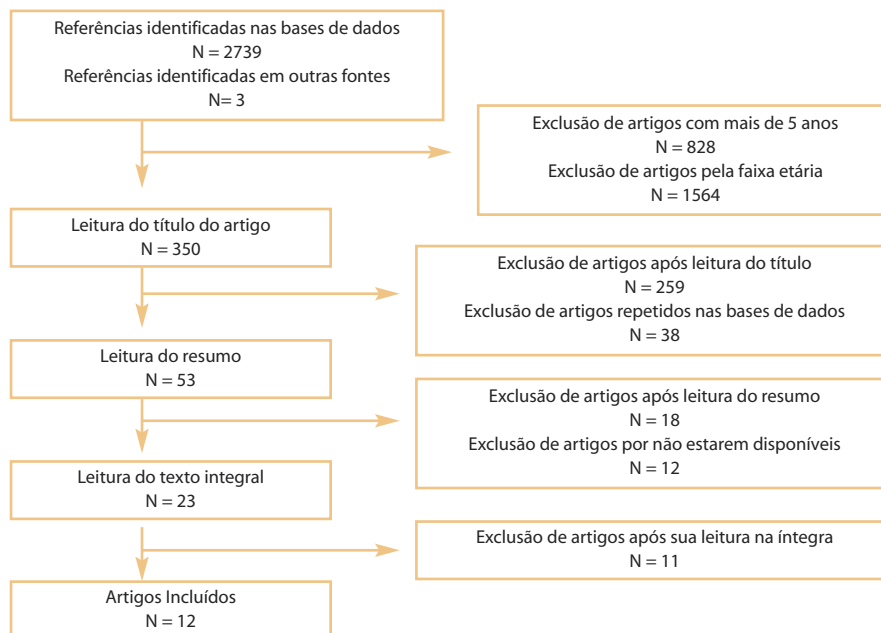 Referências identificadas nas bases de dados
N = 2739
Referências identificadas em outras fontes
N= 3
Exclusão de artigos com mais de 5 anos
N = 828
Exclusão de artigos pela faixa etária
N = 1564
Leitura do título do artigo
N = 350
Exclusão de artigos após leitura do título
N = 259
Exclusão de artigos repetidos nas bases de dados
N = 38
Leitura do resumo
N = 53
Exclusão de artigos após leitura do resumo
N = 18
Exclusão de artigos por não estarem disponíveis
N = 12
Leitura do texto integral
N = 23
Exclusão de artigos após sua leitura na íntegra
N = 11
Artigos Incluídos
N = 12